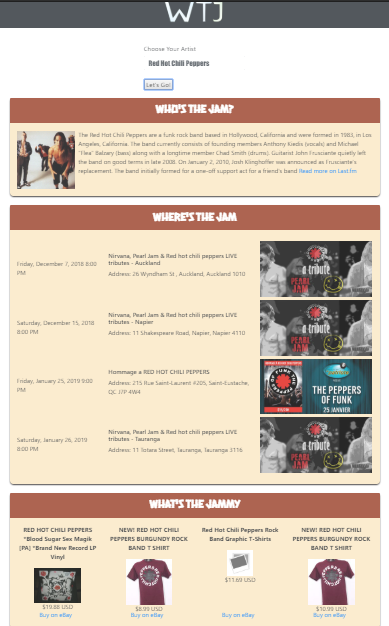 WTJ
Choose Your Artist
Red Hot Chili Peppers
Let's Go!
WHO'S THE JAM?
The Red Hot Chili Peppers are a funk rock band based in Hollywood, California and were formed in 1983, in Los
Angeles, California. The band currently consists of founding members Anthony Kiedis (vocals) and Michael
"Flea" Balzary (bass) along with a longtime member Chad Smith (drums). Guitarist John Frusciante quietly left
the band on good terms in late 2008. On January 2, 2010, Josh Klinghoffer was announced as Frusciante's
replacement. The band initially formed for a one-off support act for a friend's band Read more on Last.fm
WHERE'S THE JAM
Friday, December 7, 2018 8:00
PM
Nirvana, Pearl Jam & Red hot chili peppers LIVE
tributes - Auckland
Address: 26 Wyndham St , Auckland, Auckland 1010
a tribute
PEARL
JAM
Saturday, December 15, 2018
8:00 PM
Nirvana, Pearl Jam & Red hot chili peppers LIVE
tributes - Napier
Address: 11 Shakespeare Road, Napier, Napier 4110
a tribute
PEARL
JAM
Friday, January 25, 2019 9:00
PM
Hommage a RED HOT CHILI PEPPERS
Address: 215 Rue Saint-Laurent #205, Saint-Eustache,
QC J7P 4W4
THE PEPPERS
OF FUNK
25 JANVIER
Saturday, January 26, 2019
8:00 PM
Nirvana, Pearl Jam & Red hot chili peppers LIVE
tributes - Tauranga
Address: 11 Totara Street, Tauranga, Tauranga 3116
a tribute
PEARL
JAM
WHAT'S THE JAMMY
RED HOT CHILI PEPPERS
*Blood Sugar Sex Magik
[PA] *Brand New Record LP
Vinyl
$19.88 USD
Buy on eBay
NEW! RED HOT CHILI
PEPPERS BURGUNDY ROCK
BAND T SHIRT
$8.99 USD
Buy on eBay
Red Hot Chili Peppers Rock
Band Graphic T-Shirts
$11.69 USD
Buy on eBay
NEW! RED HOT CHILI
PEPPERS BURGUNDY ROCK
BAND T SHIRT
$10.99 USD
Buy on eBay